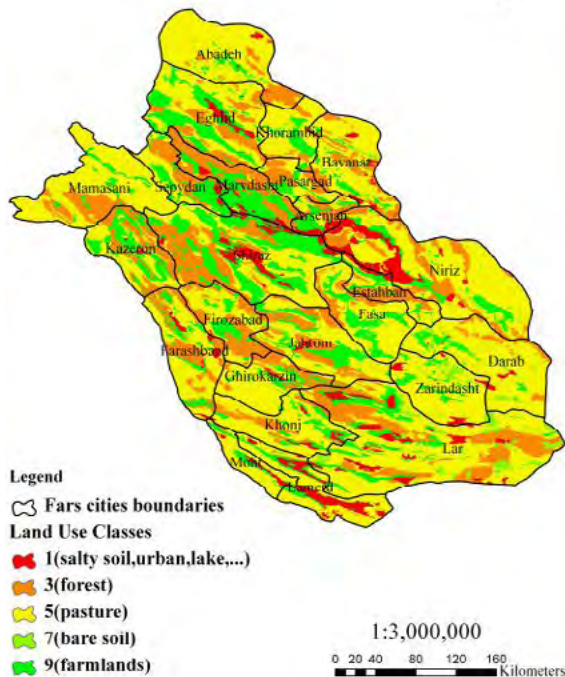 Abadeh
Eghlid
Khorambid
Bavanat
Mamasani
Sepydan
Marvdasht
Pasargad
Arsenjan
Kazeron
Shiraz
Niriz
Estahban
Fasa
Firozabad
Jahrom
Farashband
Darab
Ghirokarzin
Zarindasht
Khonj
Lar
Mohr
Lamerd
Legend
Fars cities boundaries
Land Use Classes
1(salty soil,urban,lake,...)
3(forest)
5(pasture)
7(bare soil)
9(farmlands)
1:3,000,000
0 20 40 80 120 160
Kilometers